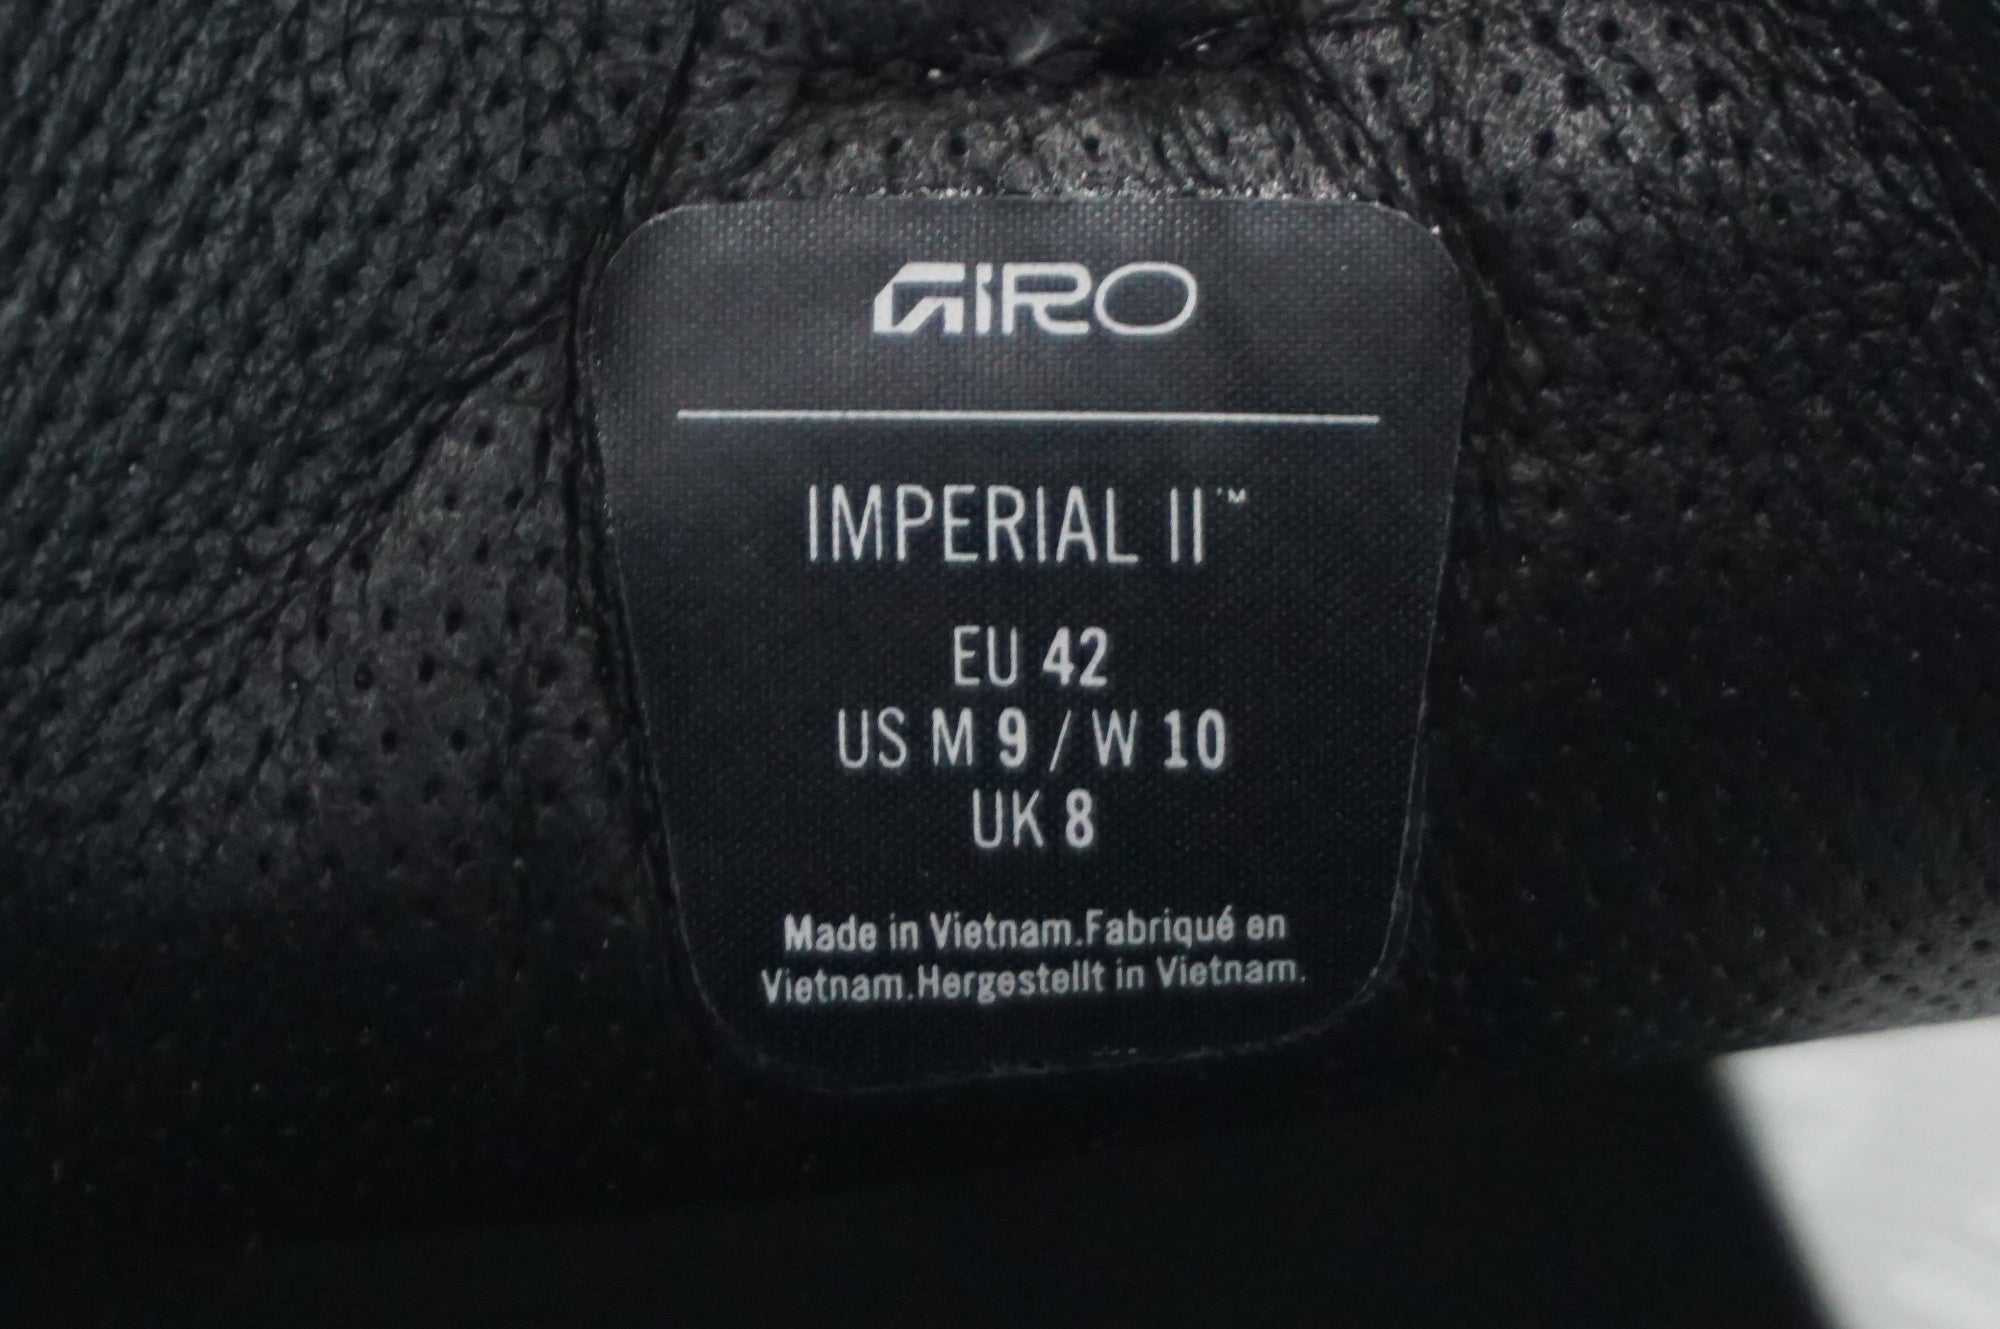 GIRO
IMPERIAL II™
EU 42
US M 9 / W 10
UK 8
Made in Vietnam.Fabriqué en
Vietnam.Hergestellt in Vietnam.